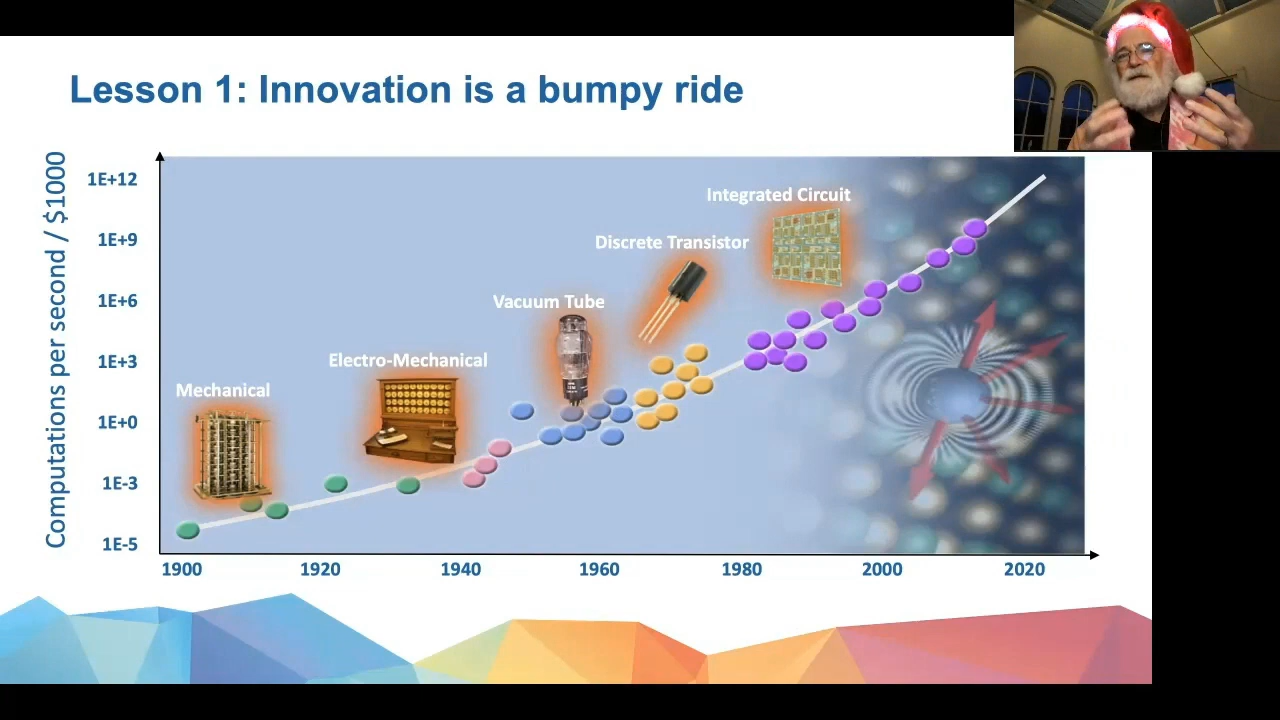 Lesson 1: Innovation is a bumpy ride
Computations per second / $1000
1E+12
1E+9
1E+6
1E+3
1E+0
1E-3
1E-5
Mechanical
Electro-Mechanical
Vacuum Tube
Discrete Transistor
Integrated Circuit
1900 1920 1940 1960 1980 2000 2020